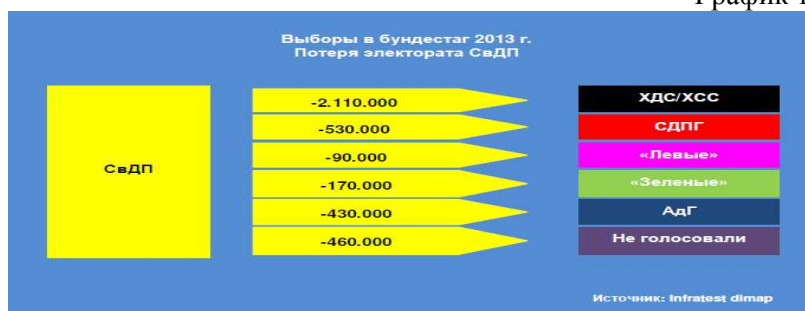 График
Выборы в бундестаг 2013 г.
Потеря электората СвДП
СвДП
-2.110.000
ХДС/ХСС
-530.000
СДПГ
-90.000
«Левые»
-170.000
«Зеленые»
-430.000
АдГ
-460.000
Не голосовали
Источник: Infratest dimap